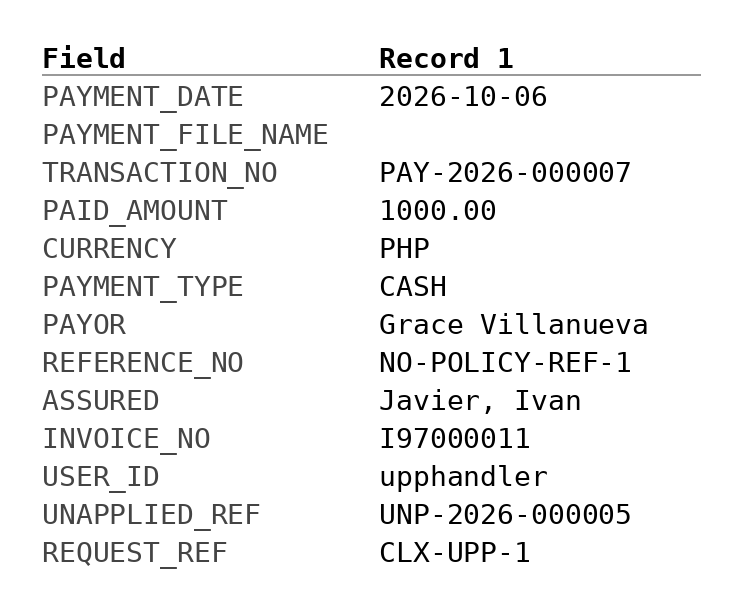 Field Record 1
PAYMENT_DATE 2026-10-06
PAYMENT_FILE_NAME
TRANSACTION_NO PAY-2026-000007
PAID_AMOUNT 1000.00
CURRENCY PHP
PAYMENT_TYPE CASH
PAYOR Grace Villanueva
REFERENCE_NO NO-POLICY-REF-1
ASSURED Javier, Ivan
INVOICE_NO I97000011
USER_ID upphandler
UNAPPLIED_REF UNP-2026-000005
REQUEST_REF CLX-UPP-1